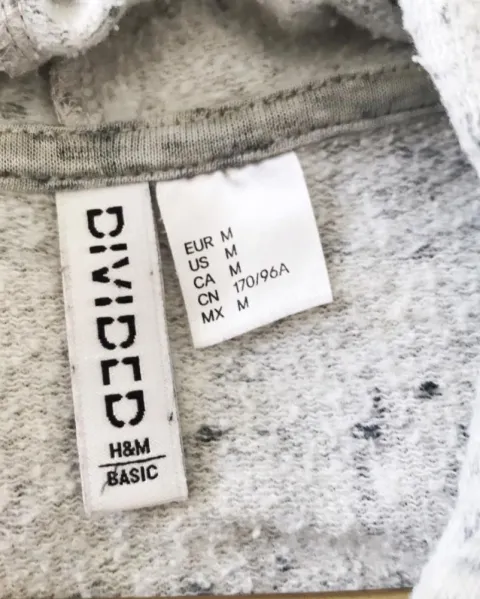 DIVIDED
H&M
BASIC
EUR M
US M
CA M
CN 170/96A
MX M